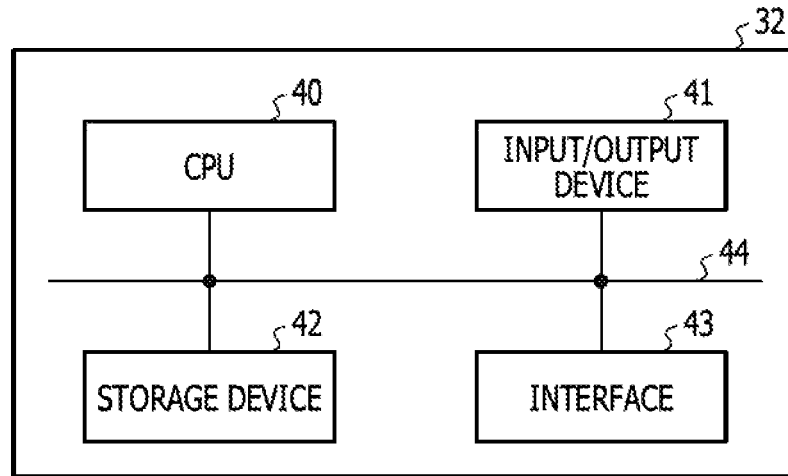 32
40
CPU
41
INPUT/OUTPUT
DEVICE
44
42
STORAGE DEVICE
43
INTERFACE